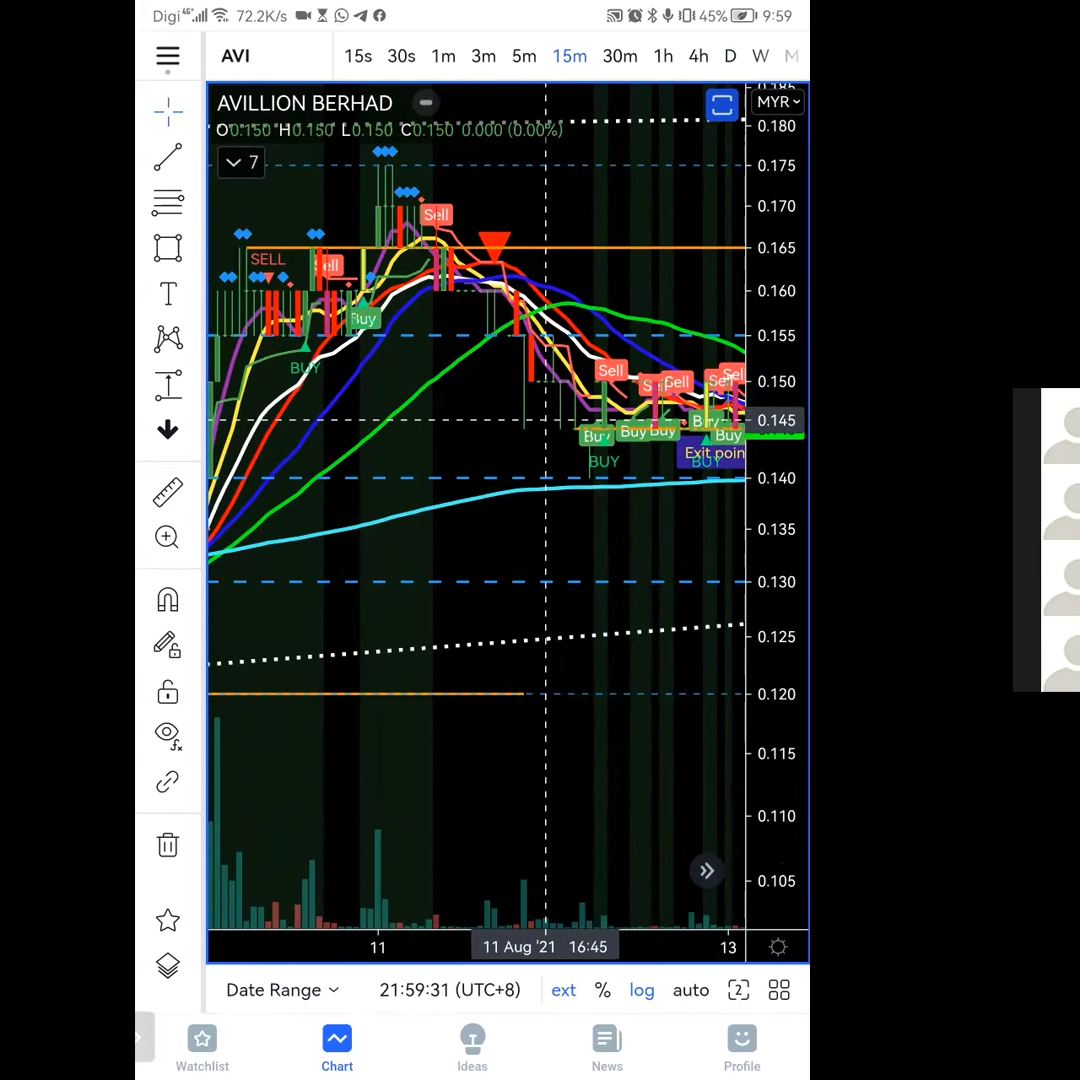 Digi 4G 72.2K/s 45% 9:59
AVI 15s 30s 1m 3m 5m 15m 30m 1h 4h D W M
AVILLION BERHAD
MYR
O0.150 H0.150 L0.150 C0.150 0.000 (0.00%)
7
0.185
0.180
0.175
0.170
0.165
0.160
0.155
0.150
0.145
0.140
0.135
0.130
0.125
0.120
0.115
0.110
0.105
Sell
SELL
Sell
Buy
BUY
Sell
Sell
Sell
Sell
Buy
Buy
Buy
Buy
Buy
BUY
Exit poin
BUY
11 11 Aug '21 16:45 13
Date Range 21:59:31 (UTC+8) ext % log auto 2
Watchlist Chart Ideas News Profile